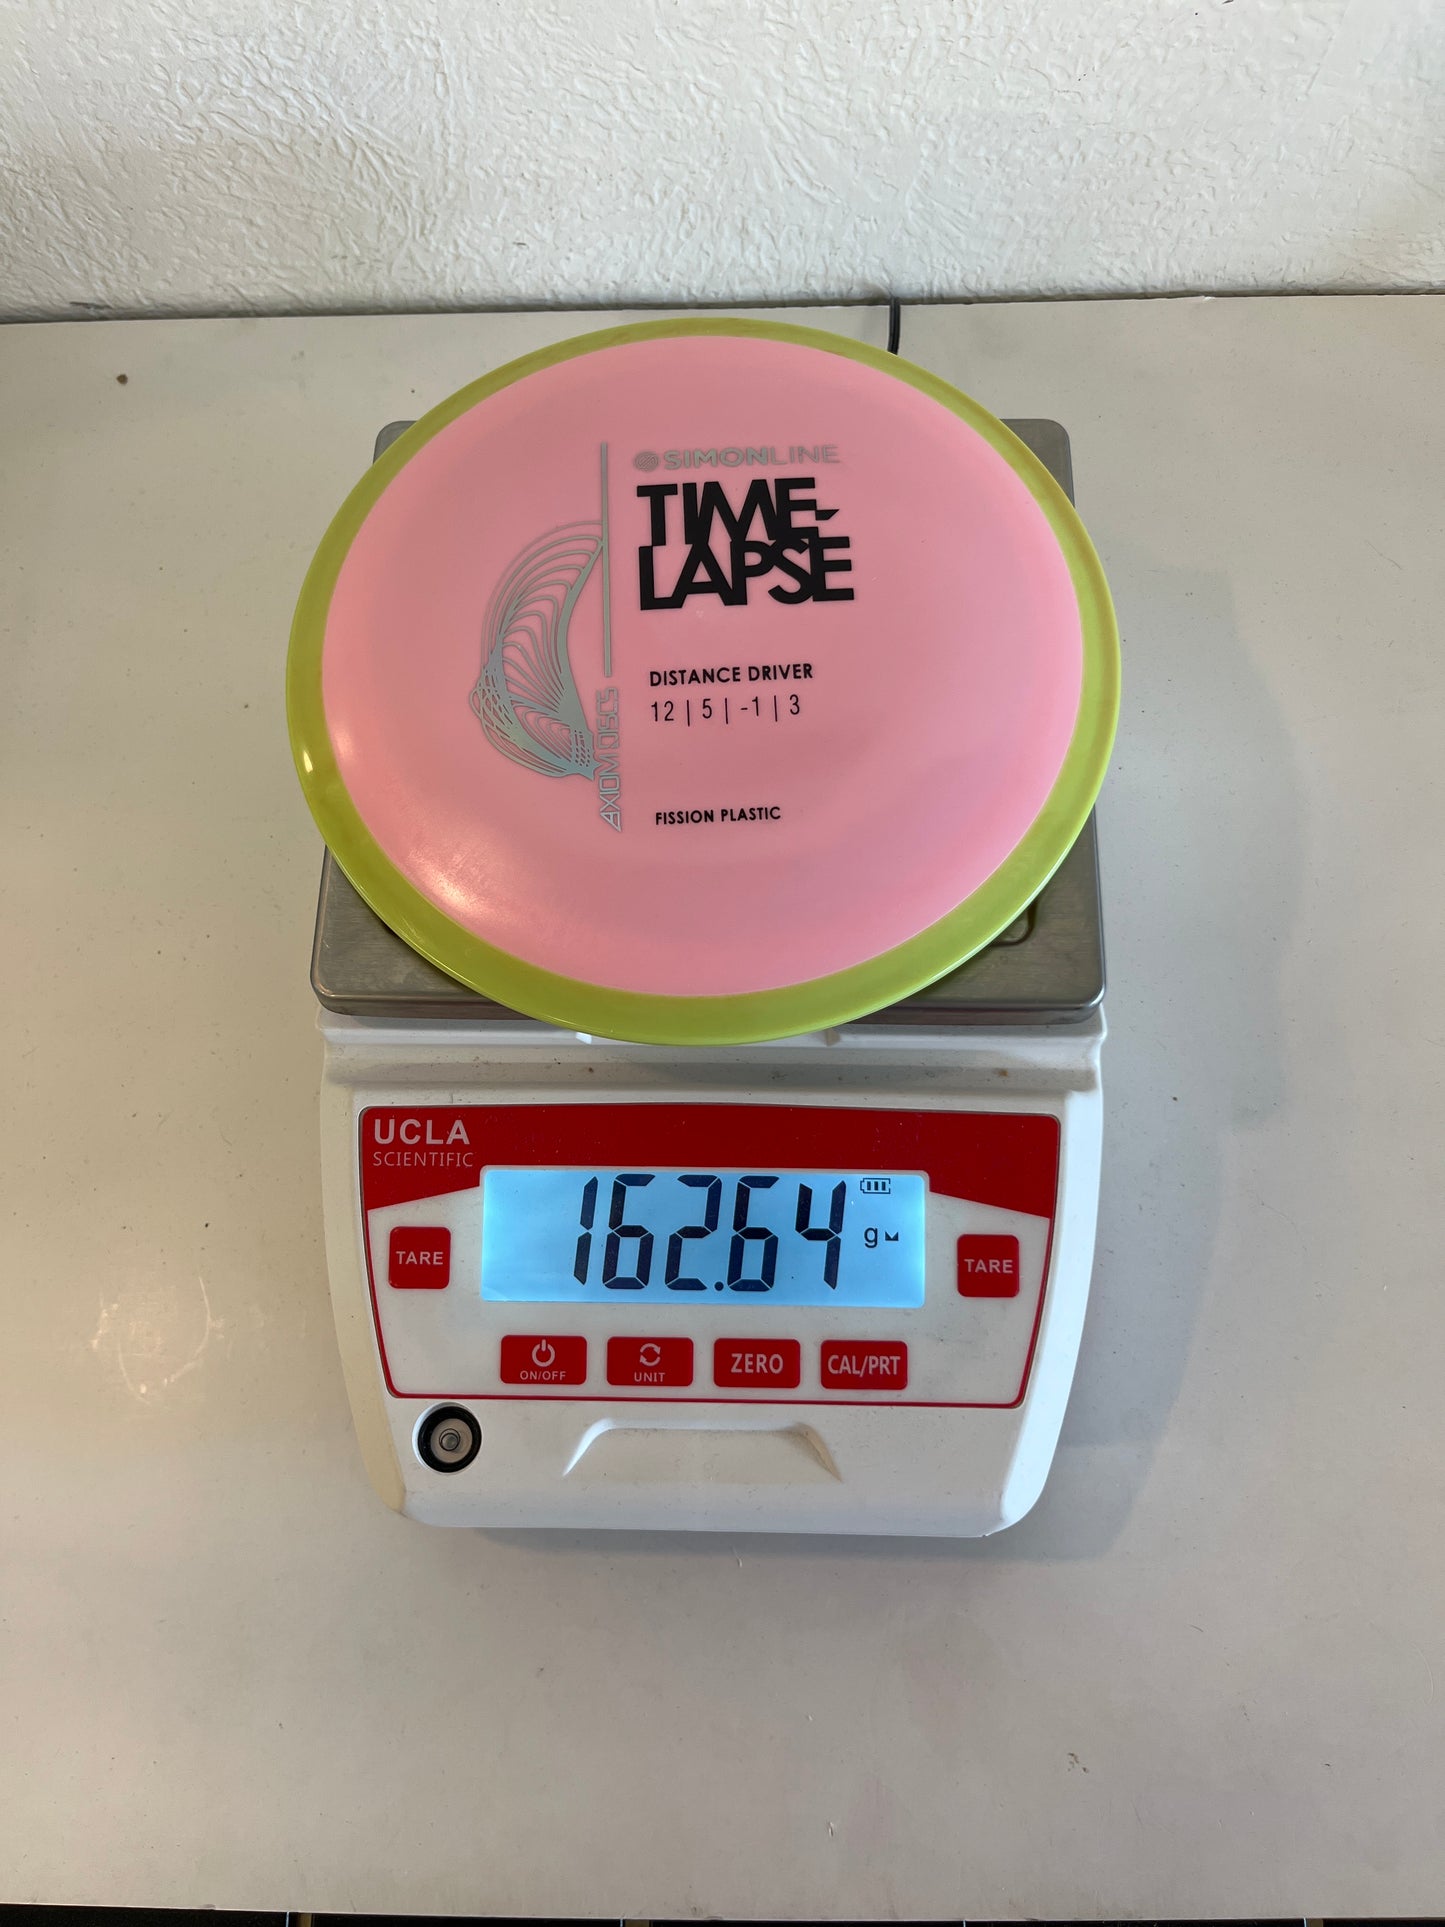 SIMONLINE
TIME-
LAPSE
DISTANCE DRIVER
12 | 5 | -1 | 3
FISSION PLASTIC
AXIOM DISCS
UCLA
SCIENTIFIC
162.64 g
TARE
TARE
ON/OFF
UNIT
ZERO
CAL/PRT